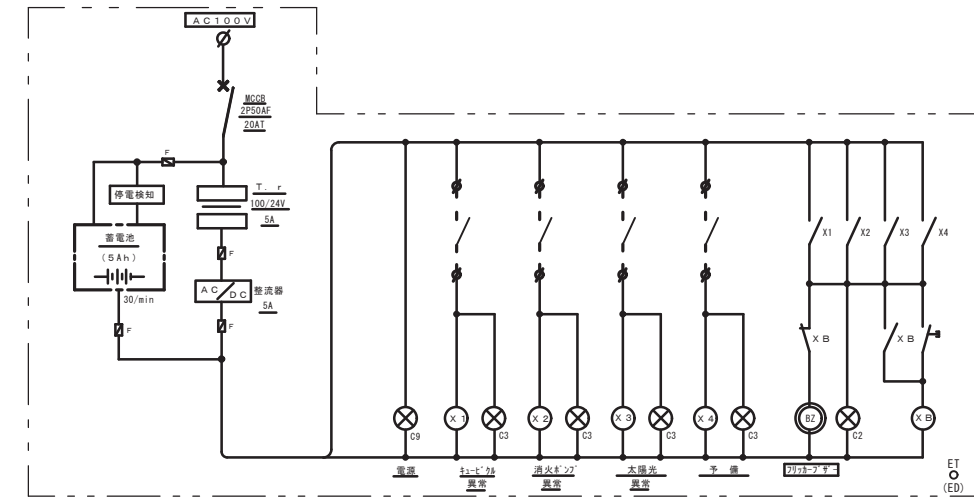 AC100V
MCCB
2P50AF
20AT
F
停電検知
T. r
100/24V
5A
蓄電池
(5Ah)
30/min
F
AC/DC
整流器
5A
F
F
X1
X2
X3
X4
XB
XB
C9
X1
C3
X2
C3
X3
C3
X4
C3
BZ
C2
XB
電源
キュービクル
異常
消火ポンプ
異常
太陽光
異常
予備
フリッカーブザー
ET
(ED)